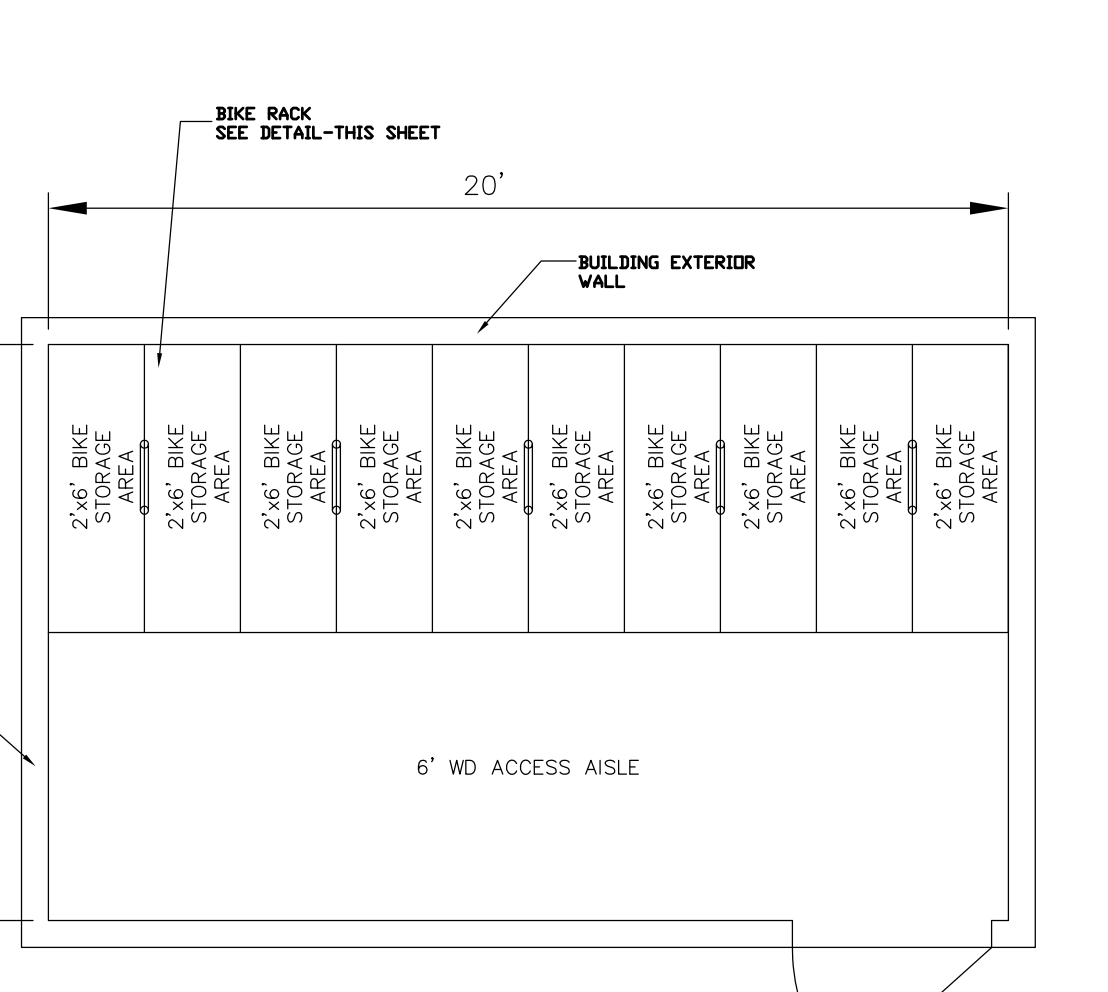 BIKE RACK
SEE DETAIL-THIS SHEET
20'
BUILDING EXTERIOR
WALL
2'x6' BIKE
STORAGE
AREA
2'x6' BIKE
STORAGE
AREA
2'x6' BIKE
STORAGE
AREA
2'x6' BIKE
STORAGE
AREA
2'x6' BIKE
STORAGE
AREA
2'x6' BIKE
STORAGE
AREA
2'x6' BIKE
STORAGE
AREA
2'x6' BIKE
STORAGE
AREA
2'x6' BIKE
STORAGE
AREA
2'x6' BIKE
STORAGE
AREA
6' WD ACCESS AISLE